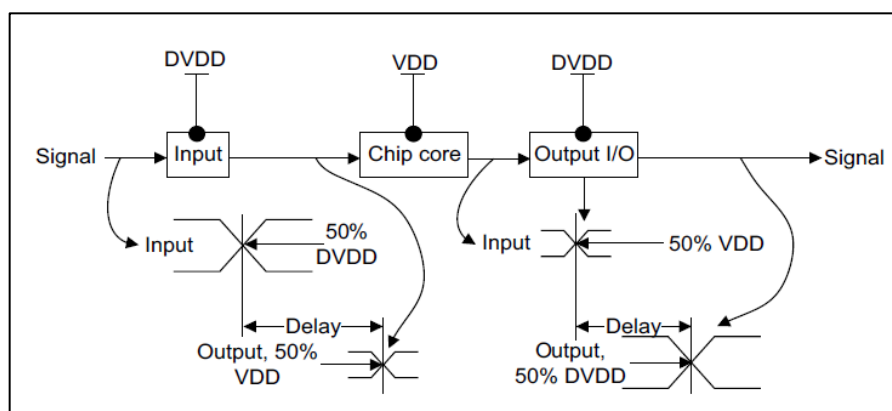 DVDD
VDD
DVDD
Signal
Input
Chip core
Output I/O
Signal
Input
50%
DVDD
Input
50% VDD
Delay
Delay
Output, 50%
VDD
Output,
50% DVDD